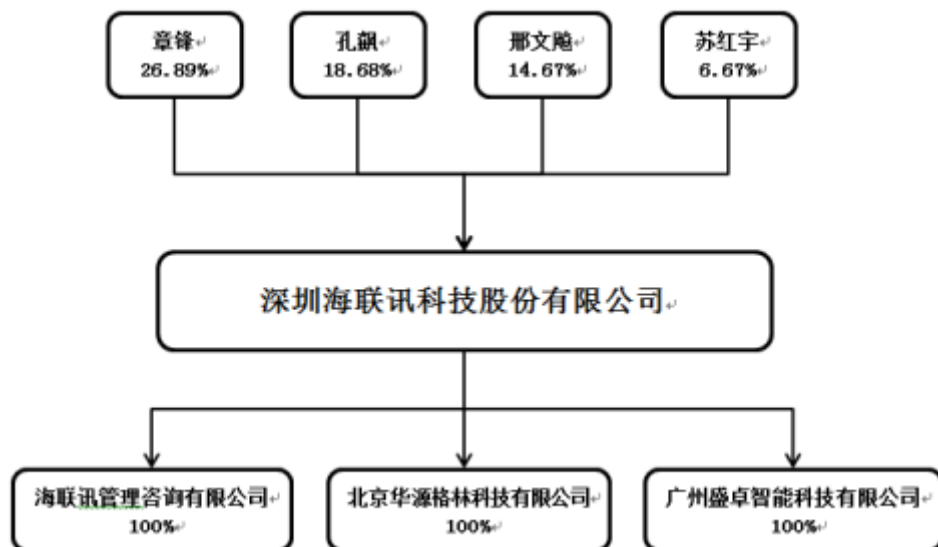 章锋
26.89%
孔飙
18.68%
邢文飚
14.67%
苏红宇
6.67%
深圳海联讯科技股份有限公司
海联讯管理咨询有限公司
100%
北京华源格林科技有限公司
100%
广州盛卓智能科技有限公司
100%